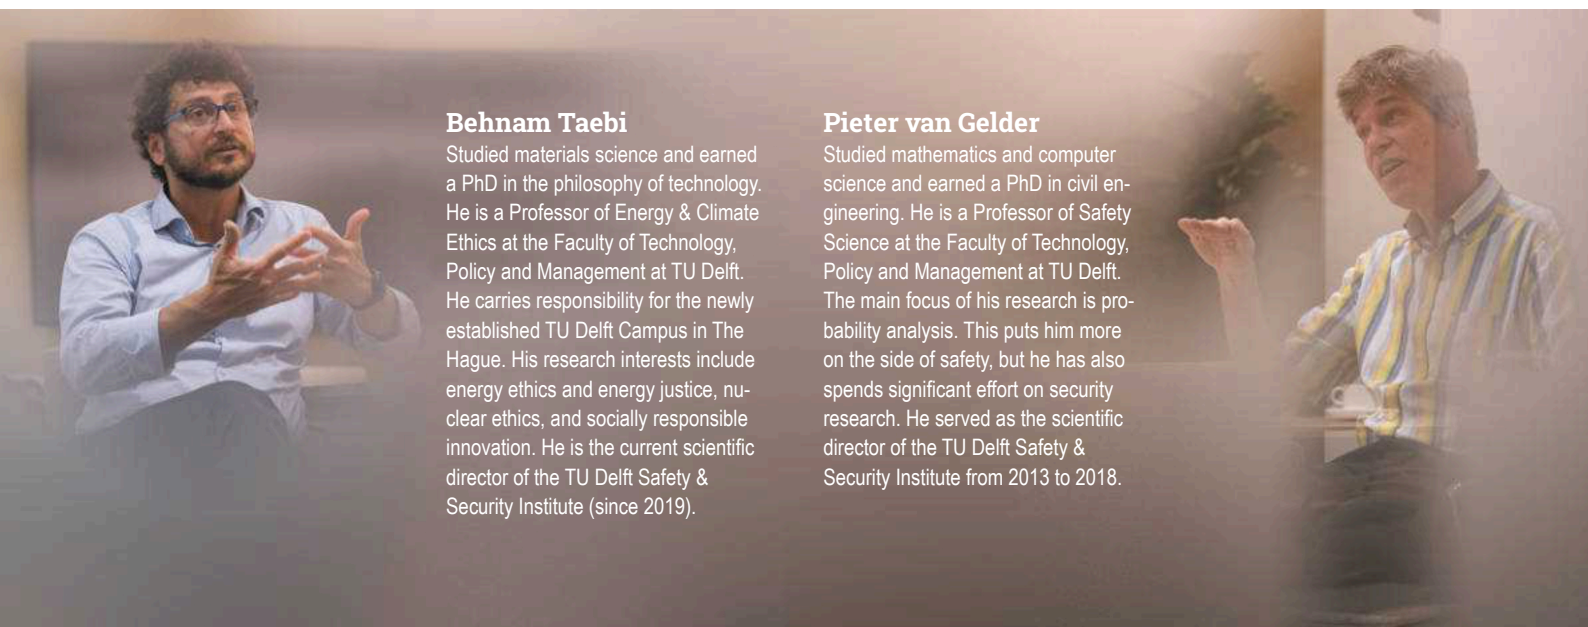 Behnam Taebi
Studied materials science and earned
a PhD in the philosophy of technology.
He is a Professor of Energy & Climate
Ethics at the Faculty of Technology,
Policy and Management at TU Delft.
He carries responsibility for the newly
established TU Delft Campus in The
Hague. His research interests include
energy ethics and energy justice, nu-
clear ethics, and socially responsible
innovation. He is the current scientific
director of the TU Delft Safety &
Security Institute (since 2019).
Pieter van Gelder
Studied mathematics and computer
science and earned a PhD in civil en-
gineering. He is a Professor of Safety
Science at the Faculty of Technology,
Policy and Management at TU Delft.
The main focus of his research is pro-
bability analysis. This puts him more
on the side of safety, but he has also
spends significant effort on security
research. He served as the scientific
director of the TU Delft Safety &
Security Institute from 2013 to 2018.